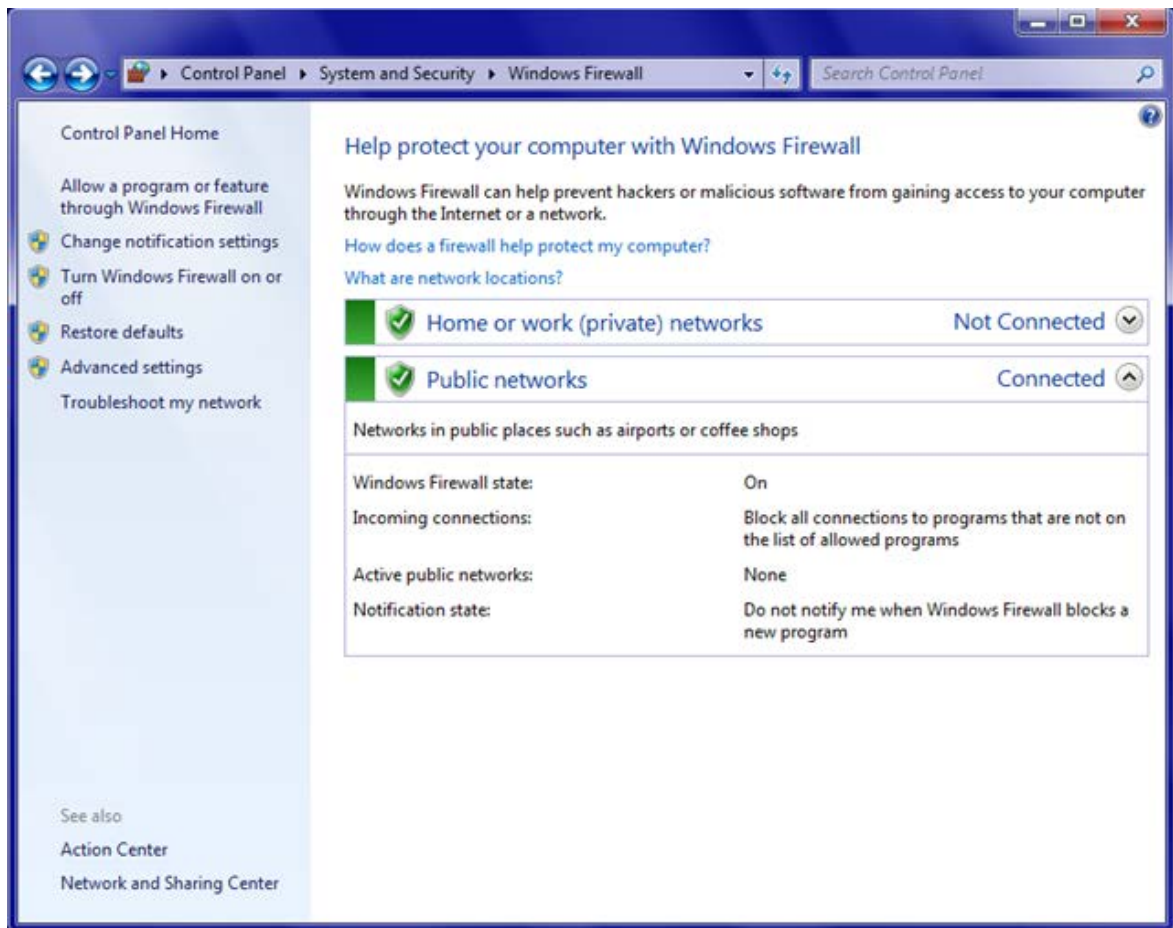 Control Panel ▸ System and Security ▸ Windows Firewall
Search Control Panel
Control Panel Home
Allow a program or feature
through Windows Firewall
Change notification settings
Turn Windows Firewall on or
off
Restore defaults
Advanced settings
Troubleshoot my network
See also
Action Center
Network and Sharing Center
Help protect your computer with Windows Firewall
Windows Firewall can help prevent hackers or malicious software from gaining access to your computer
through the Internet or a network.
How does a firewall help protect my computer?
What are network locations?
Home or work (private) networks Not Connected
Public networks Connected
Networks in public places such as airports or coffee shops
Windows Firewall state: On
Incoming connections: Block all connections to programs that are not on
the list of allowed programs
Active public networks: None
Notification state: Do not notify me when Windows Firewall blocks a
new program